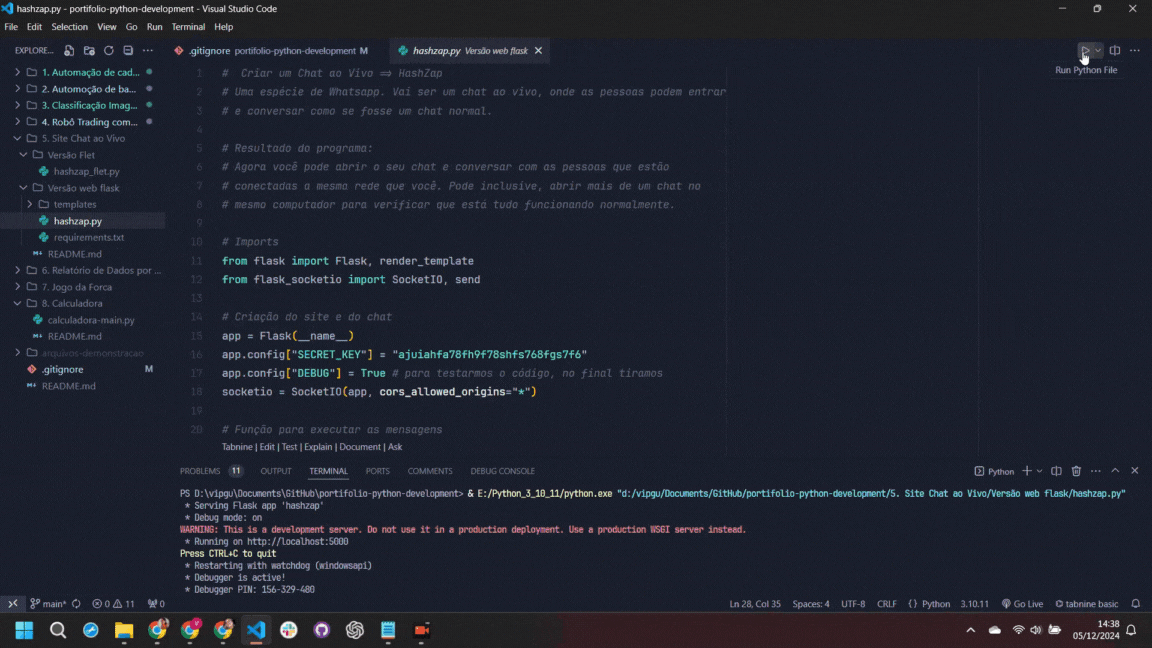 hashzap.py - portifolio-python-development - Visual Studio Code
File Edit Selection View Go Run Terminal Help
EXPLORE...
.gitignore portifolio-python-development M
hashzap.py Versão web flask
Run Python File
1. Automação de cad...
2. Automoção de ba...
3. Classificação Imag...
4. Robô Trading com...
5. Site Chat ao Vivo
Versão Flet
hashzap_flet.py
Versão web flask
templates
hashzap.py
requirements.txt
README.md
6. Relatório de Dados por ...
7. Jogo da Forca
8. Calculadora
calculadora-main.py
README.md
arquivos-demonstracao
.gitignore M
README.md
1 # Criar um Chat ao Vivo => HashZap
2 # Uma espécie de Whatsapp. Vai ser um chat ao vivo, onde as pessoas podem entrar
3 # e conversar como se fosse um chat normal.
4
5 # Resultado do programa:
6 # Agora você pode abrir o seu chat e conversar com as pessoas que estão
7 # conectadas a mesma rede que você. Pode inclusive, abrir mais de um chat no
8 # mesmo computador para verificar que está tudo funcionando normalmente.
9
10 # Imports
11 from flask import Flask, render_template
12 from flask_socketio import SocketIO, send
13
14 # Criação do site e do chat
15 app = Flask(__name__)
16 app.config["SECRET_KEY"] = "ajuiahfa78fh9f78shfs768fgs7f6"
17 app.config["DEBUG"] = True # para testarmos o código, no final tiramos
18 socketio = SocketIO(app, cors_allowed_origins="*")
19
20 # Função para executar as mensagens
Tabnine | Edit | Test | Explain | Document | Ask
PROBLEMS 11 OUTPUT TERMINAL PORTS COMMENTS DEBUG CONSOLE
Python
PS D:\vipgu\Documents\GitHub\portifolio-python-development> & E:/Python_3_10_11/python.exe "d:/vipgu/Documents/GitHub/portifolio-python-development/5. Site Chat ao Vivo/Versão web flask/hashzap.py"
* Serving Flask app 'hashzap'
* Debug mode: on
WARNING: This is a development server. Do not use it in a production deployment. Use a production WSGI server instead.
* Running on http://localhost:5000
Press CTRL+C to quit
* Restarting with watchdog (windowsapi)
* Debugger is active!
* Debugger PIN: 156-329-480
main* 0 11 0
Ln 28, Col 35 Spaces: 4 UTF-8 CRLF {} Python 3.10.11 Go Live tabnine basic
14:38
05/12/2024